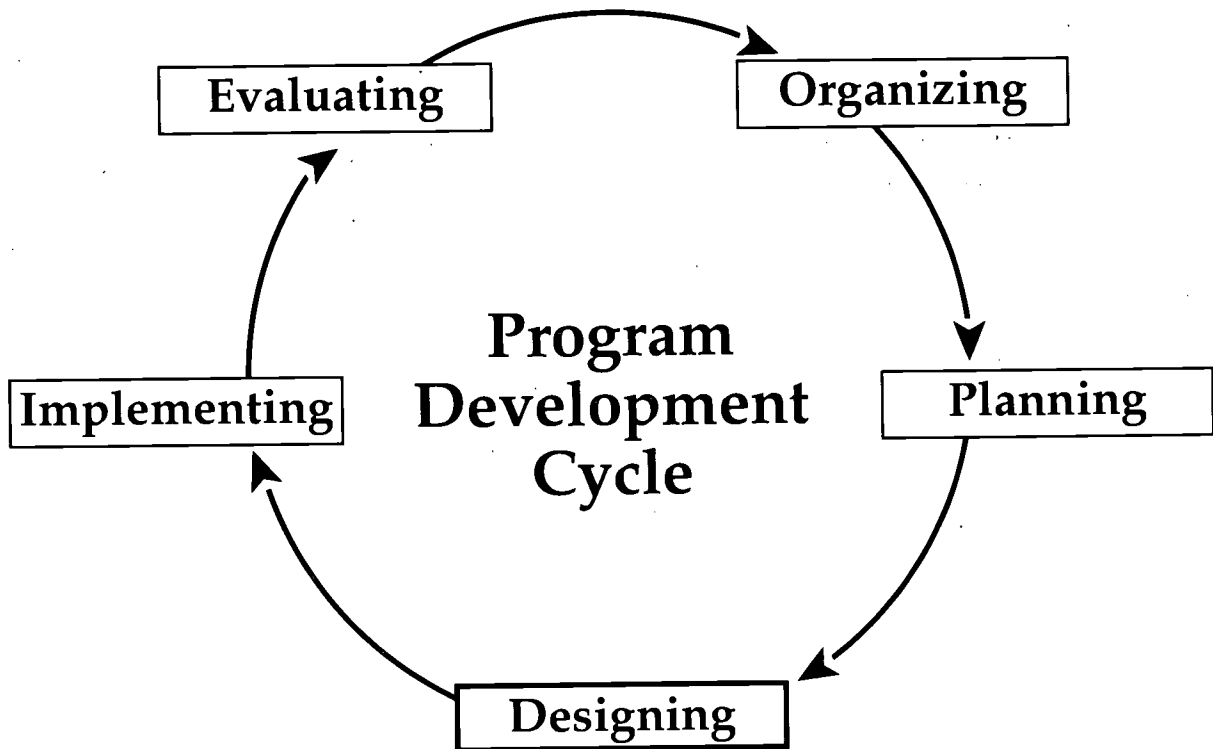 Evaluating
Organizing
Program
Development
Cycle
Implementing
Planning
Designing